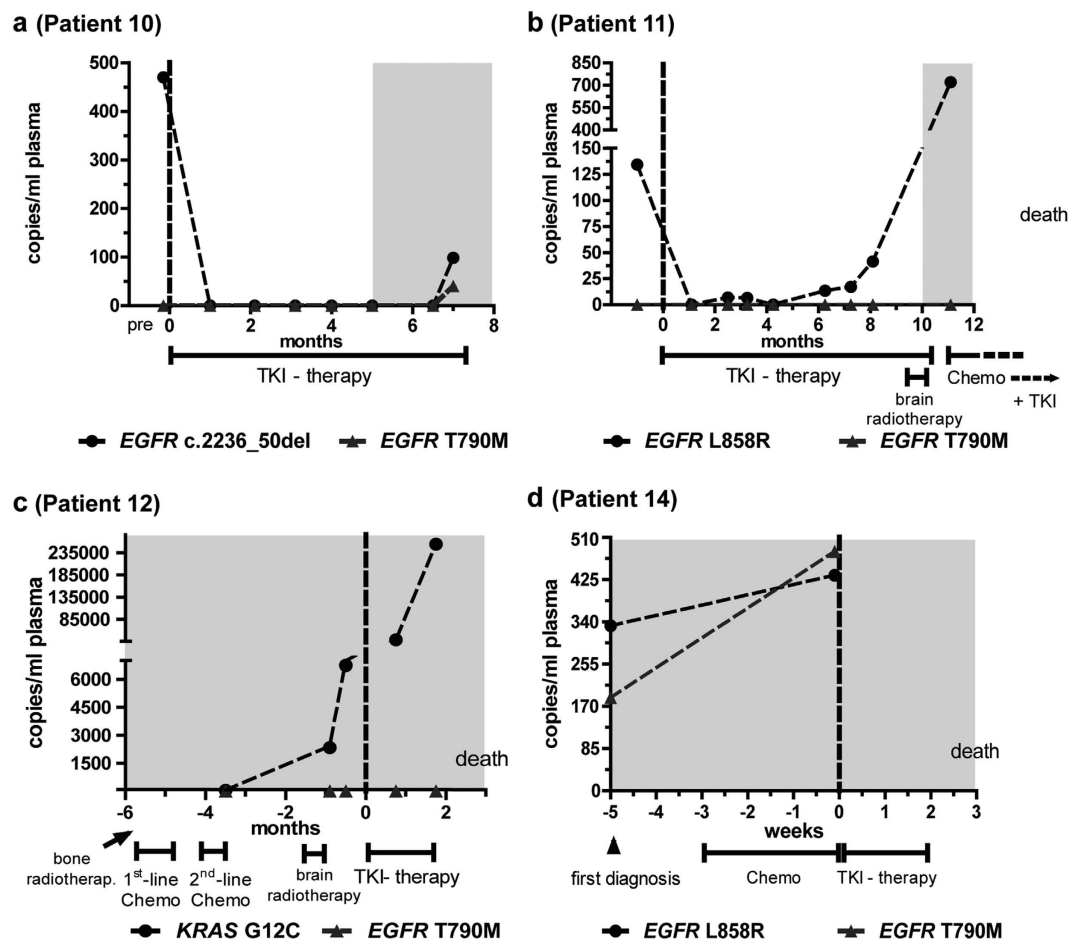 a (Patient 10)
500
400
300
200
100
0
copies/ml plasma
pre
0
2
4
6
8
months
TKI - therapy
EGFR c.2236_50del
EGFR T790M
b (Patient 11)
850
700
550
400
150
125
100
75
50
25
0
copies/ml plasma
death
0
2
4
6
8
10
12
months
TKI - therapy
brain
radiotherapy
Chemo
+ TKI
EGFR L858R
EGFR T790M
c (Patient 12)
235000
185000
135000
85000
6000
4500
3000
1500
copies/ml plasma
death
-6
-4
-2
0
2
months
bone
radiotherap.
1st-line
Chemo
2nd-line
Chemo
brain
radiotherapy
TKI- therapy
KRAS G12C
EGFR T790M
d (Patient 14)
510
425
340
255
170
85
0
copies/ml plasma
death
-5
-4
-3
-2
-1
0
1
2
3
weeks
first diagnosis
Chemo
TKI - therapy
EGFR L858R
EGFR T790M